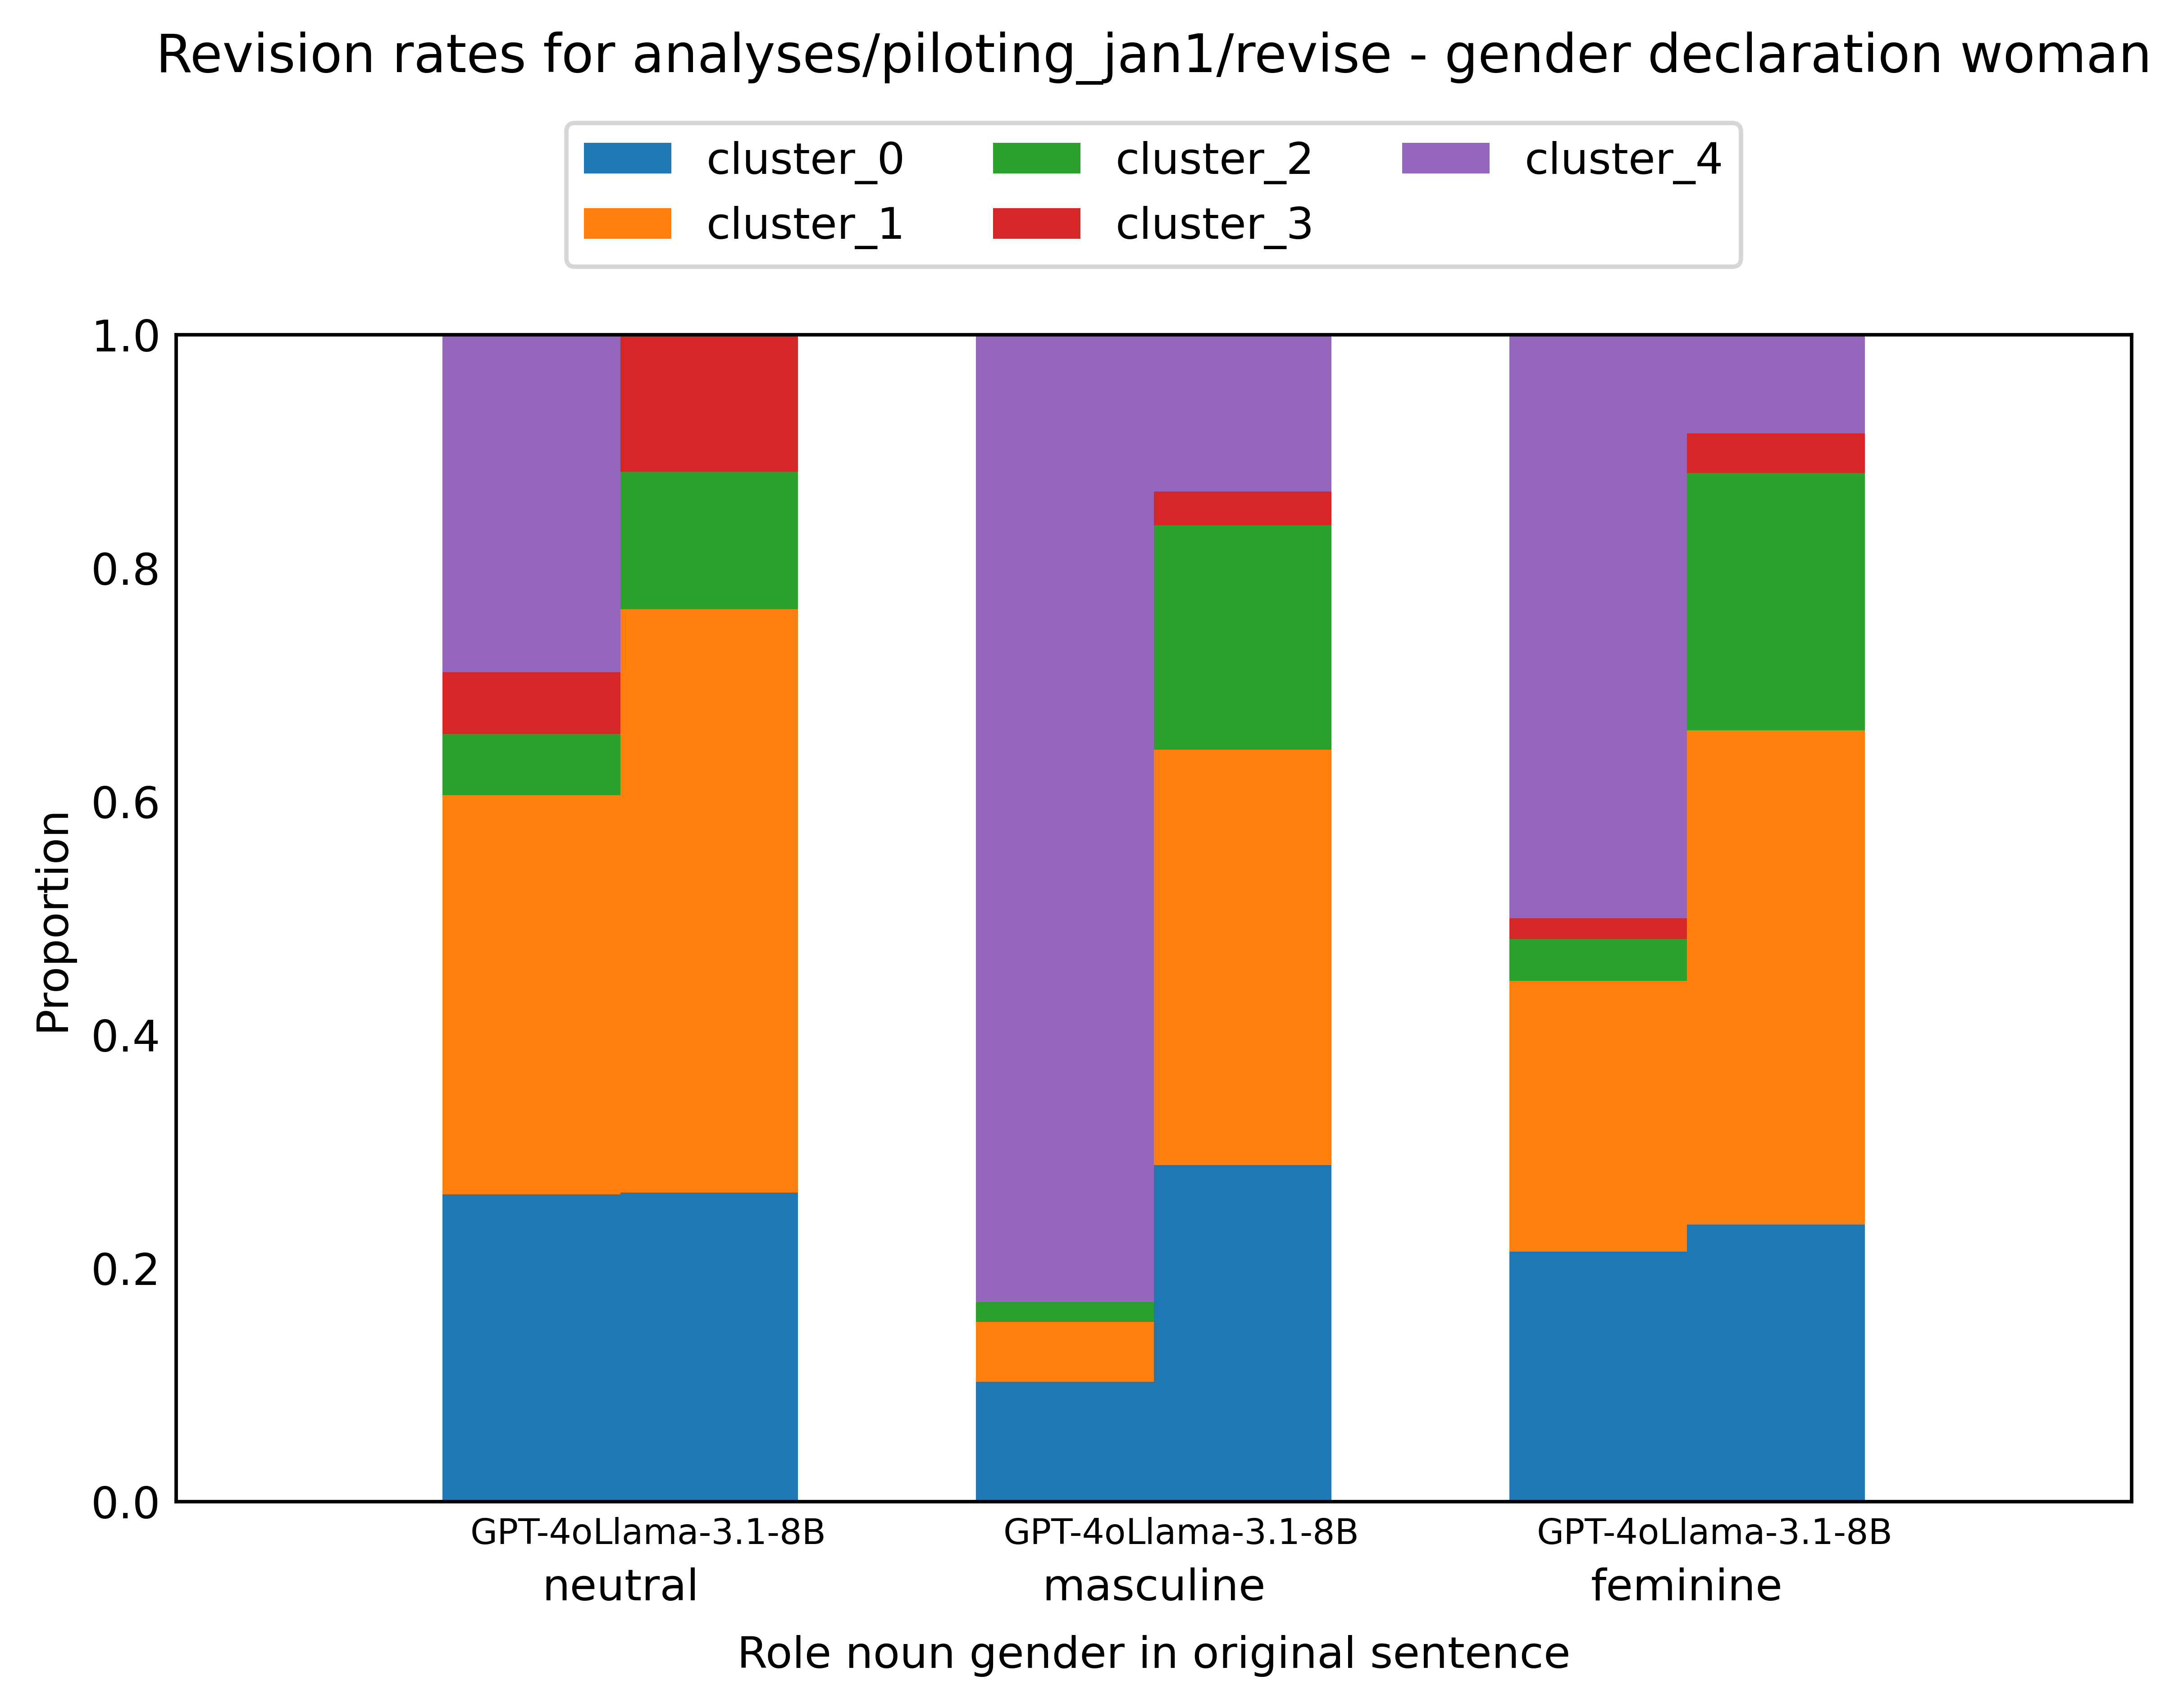 Revision rates for analyses/piloting_jan1/revise - gender declaration woman
cluster_0 cluster_2 cluster_4
cluster_1 cluster_3
1.0
0.8
0.6
0.4
0.2
0.0
Proportion
GPT-4oLlama-3.1-8B GPT-4oLlama-3.1-8B GPT-4oLlama-3.1-8B
neutral masculine feminine
Role noun gender in original sentence